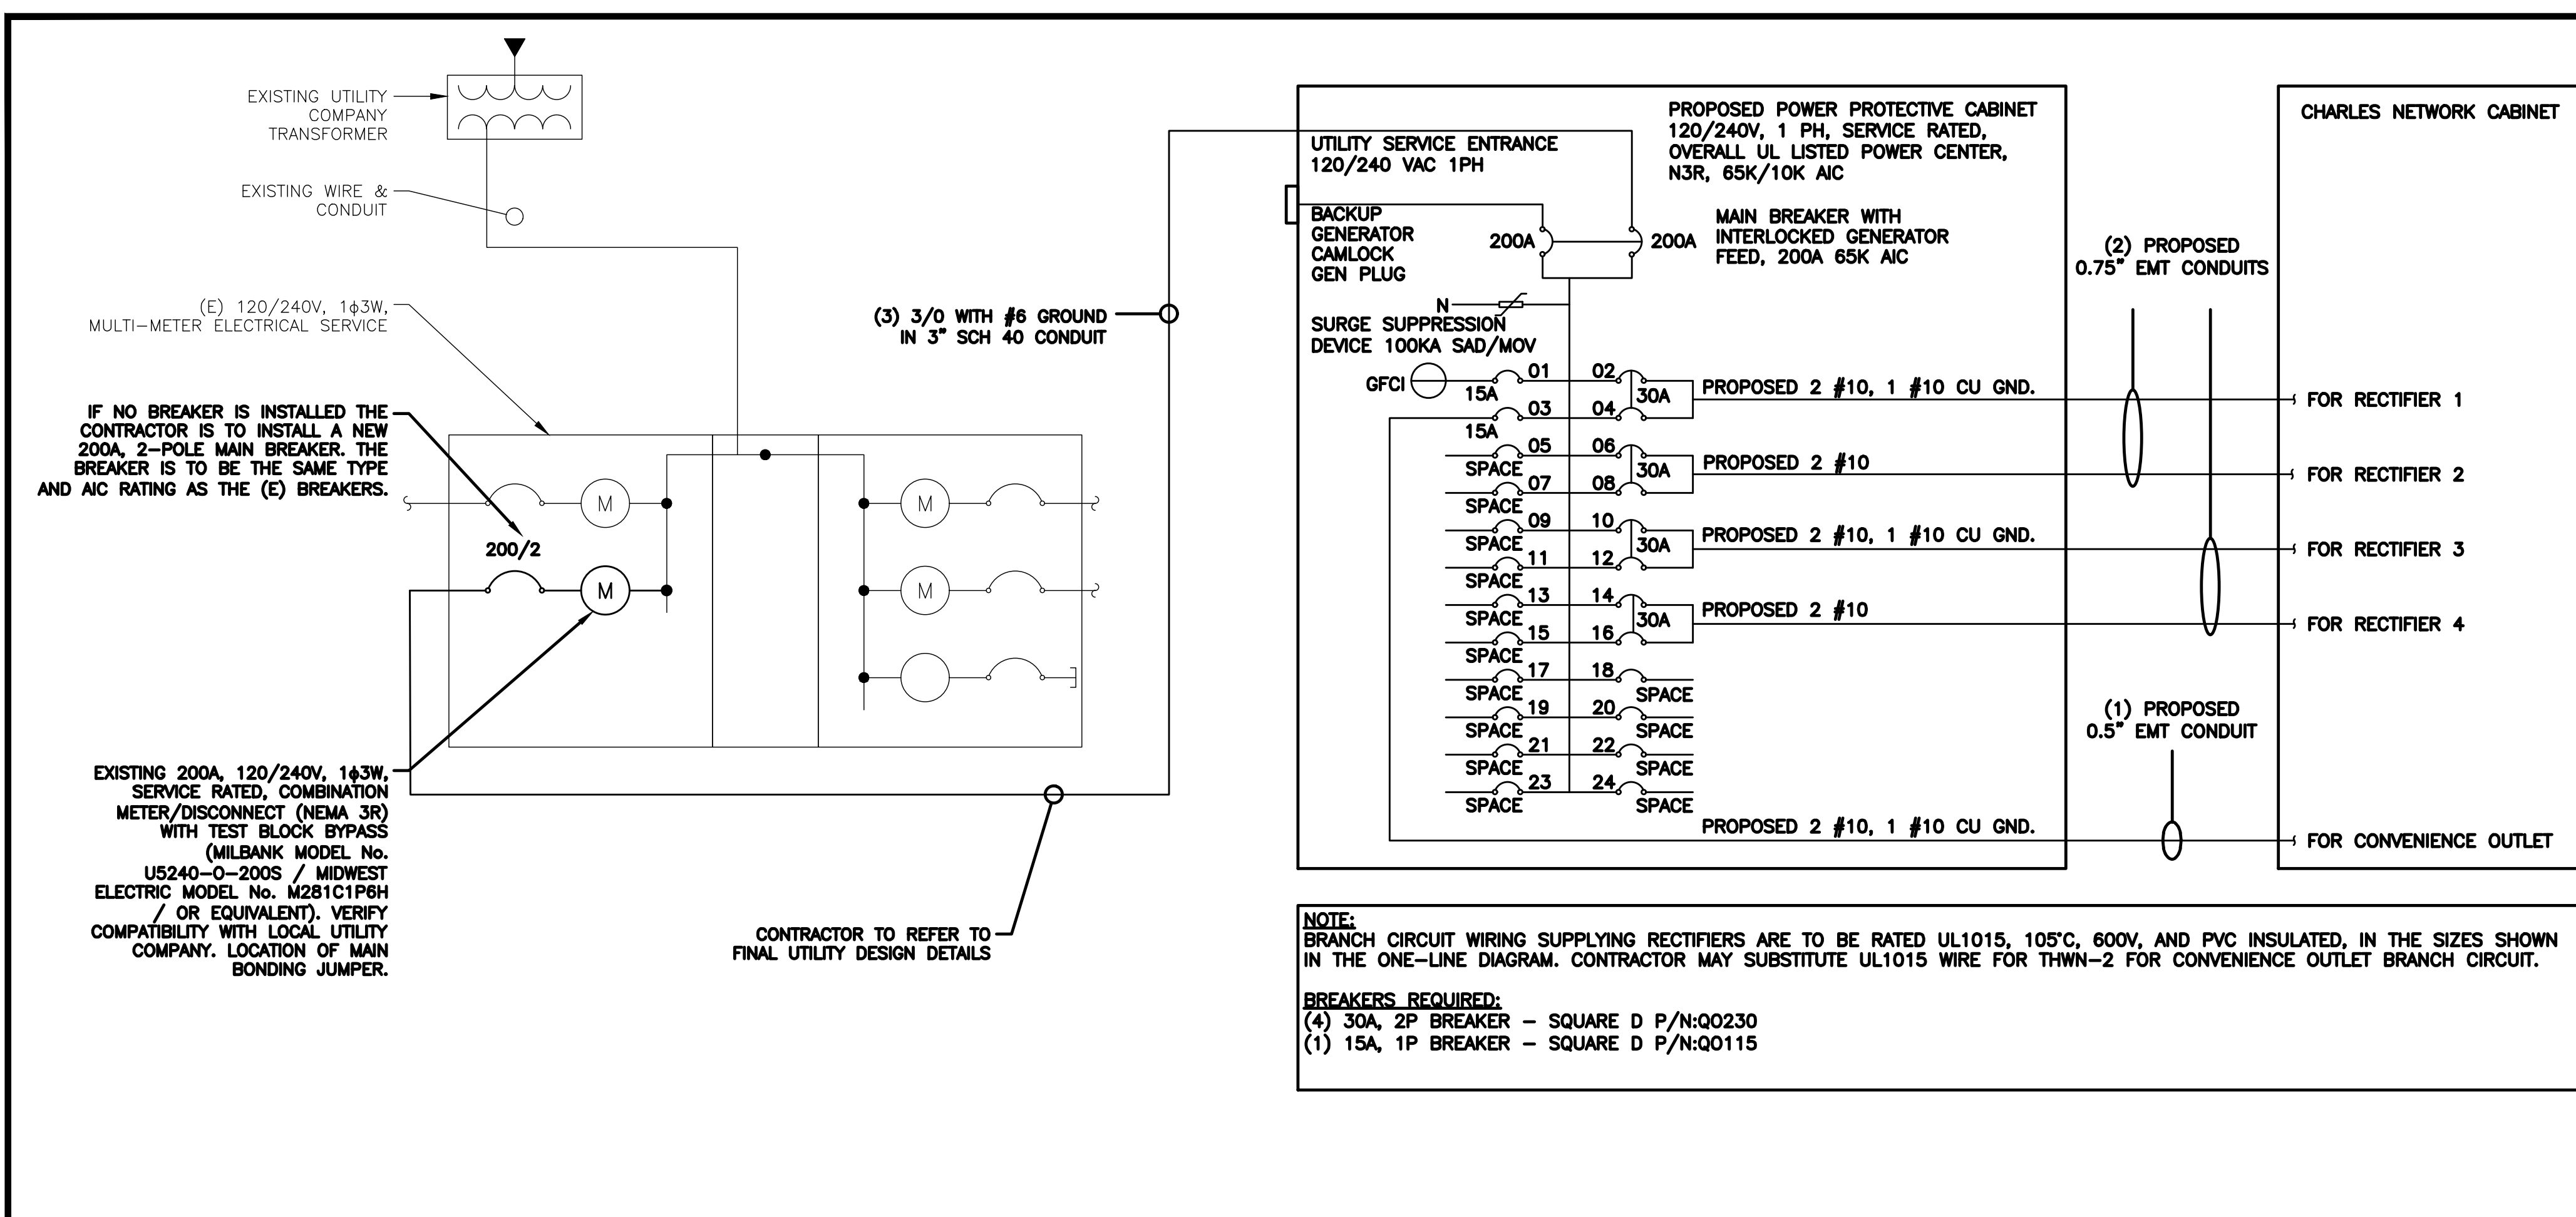 EXISTING UTILITY
COMPANY
TRANSFORMER
EXISTING WIRE &
CONDUIT
(E) 120/240V, 1ϕ3W,
MULTI-METER ELECTRICAL SERVICE
IF NO BREAKER IS INSTALLED THE
CONTRACTOR IS TO INSTALL A NEW
200A, 2-POLE MAIN BREAKER. THE
BREAKER IS TO BE THE SAME TYPE
AND AIC RATING AS THE (E) BREAKERS.
200/2
M
M
M
M
EXISTING 200A, 120/240V, 1ϕ3W,
SERVICE RATED, COMBINATION
METER/DISCONNECT (NEMA 3R)
WITH TEST BLOCK BYPASS
(MILBANK MODEL No.
U5240-O-200S / MIDWEST
ELECTRIC MODEL No. M281C1P6H
/ OR EQUIVALENT). VERIFY
COMPATIBILITY WITH LOCAL UTILITY
COMPANY. LOCATION OF MAIN
BONDING JUMPER.
(3) 3/0 WITH #6 GROUND
IN 3" SCH 40 CONDUIT
CONTRACTOR TO REFER TO
FINAL UTILITY DESIGN DETAILS
UTILITY SERVICE ENTRANCE
120/240 VAC 1PH
PROPOSED POWER PROTECTIVE CABINET
120/240V, 1 PH, SERVICE RATED,
OVERALL UL LISTED POWER CENTER,
N3R, 65K/10K AIC
BACKUP
GENERATOR
CAMLOCK
GEN PLUG
200A
200A
MAIN BREAKER WITH
INTERLOCKED GENERATOR
FEED, 200A 65K AIC
N
SURGE SUPPRESSION
DEVICE 100KA SAD/MOV
GFCI
15A
01
02
30A
PROPOSED 2 #10, 1 #10 CU GND.
15A
03
04
SPACE
05
06
30A
PROPOSED 2 #10
SPACE
07
08
SPACE
09
10
30A
PROPOSED 2 #10, 1 #10 CU GND.
SPACE
11
12
SPACE
13
14
30A
PROPOSED 2 #10
SPACE
15
16
SPACE
17
18
SPACE
SPACE
19
20
SPACE
SPACE
21
22
SPACE
SPACE
23
24
SPACE
PROPOSED 2 #10, 1 #10 CU GND.
(2) PROPOSED
0.75" EMT CONDUITS
(1) PROPOSED
0.5" EMT CONDUIT
CHARLES NETWORK CABINET
FOR RECTIFIER 1
FOR RECTIFIER 2
FOR RECTIFIER 3
FOR RECTIFIER 4
FOR CONVENIENCE OUTLET
NOTE:
BRANCH CIRCUIT WIRING SUPPLYING RECTIFIERS ARE TO BE RATED UL1015, 105°C, 600V, AND PVC INSULATED, IN THE SIZES SHOWN
IN THE ONE-LINE DIAGRAM. CONTRACTOR MAY SUBSTITUTE UL1015 WIRE FOR THWN-2 FOR CONVENIENCE OUTLET BRANCH CIRCUIT.
BREAKERS REQUIRED:
(4) 30A, 2P BREAKER - SQUARE D P/N:QO230
(1) 15A, 1P BREAKER - SQUARE D P/N:QO115